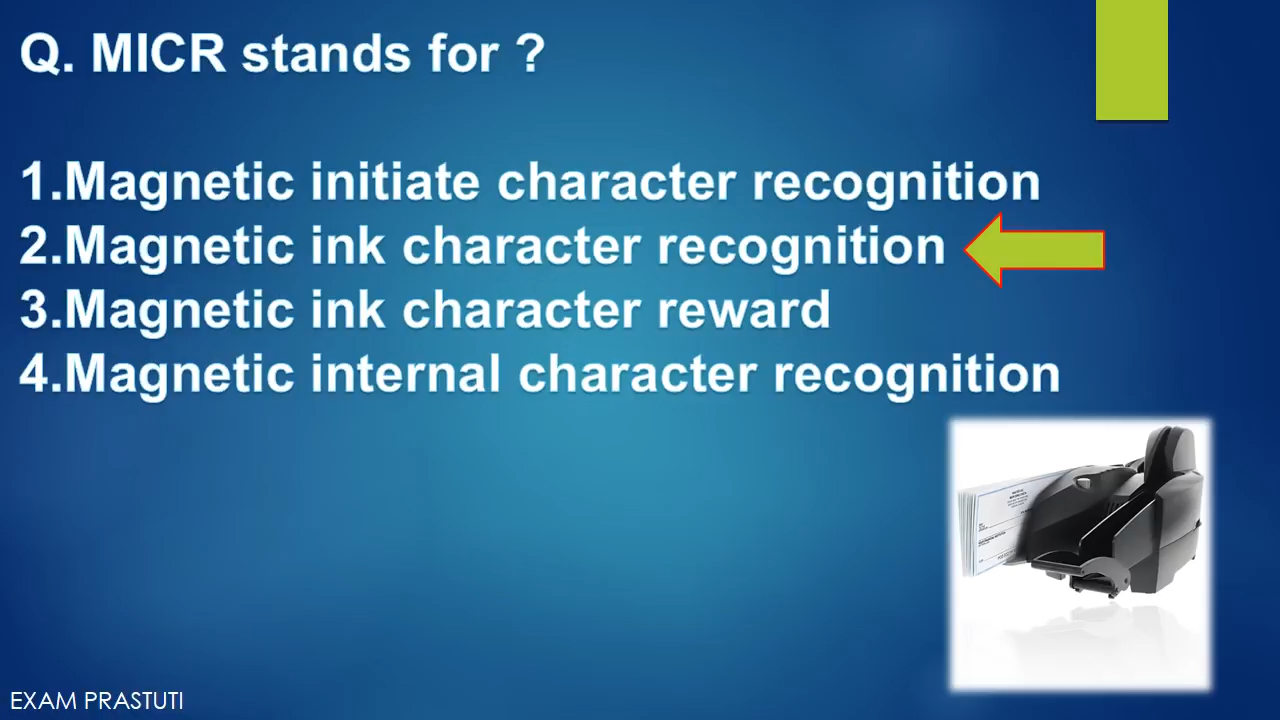 Q. MICR stands for ?
1.Magnetic initiate character recognition
2.Magnetic ink character recognition
3.Magnetic ink character reward
4.Magnetic internal character recognition
EXAM PRASTUTI